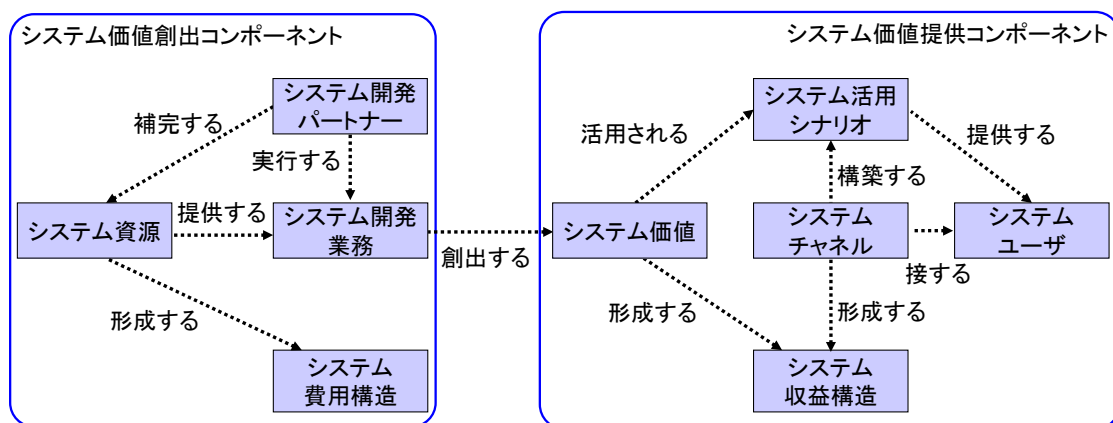 システム価値創出コンポーネント
システム開発
パートナー
補完する
実行する
システム資源
提供する
システム開発
業務
創出する
形成する
システム
費用構造
システム価値提供コンポーネント
システム活用
シナリオ
活用される
提供する
構築する
システム価値
システム
チャネル
システム
ユーザ
接する
形成する
形成する
システム
収益構造